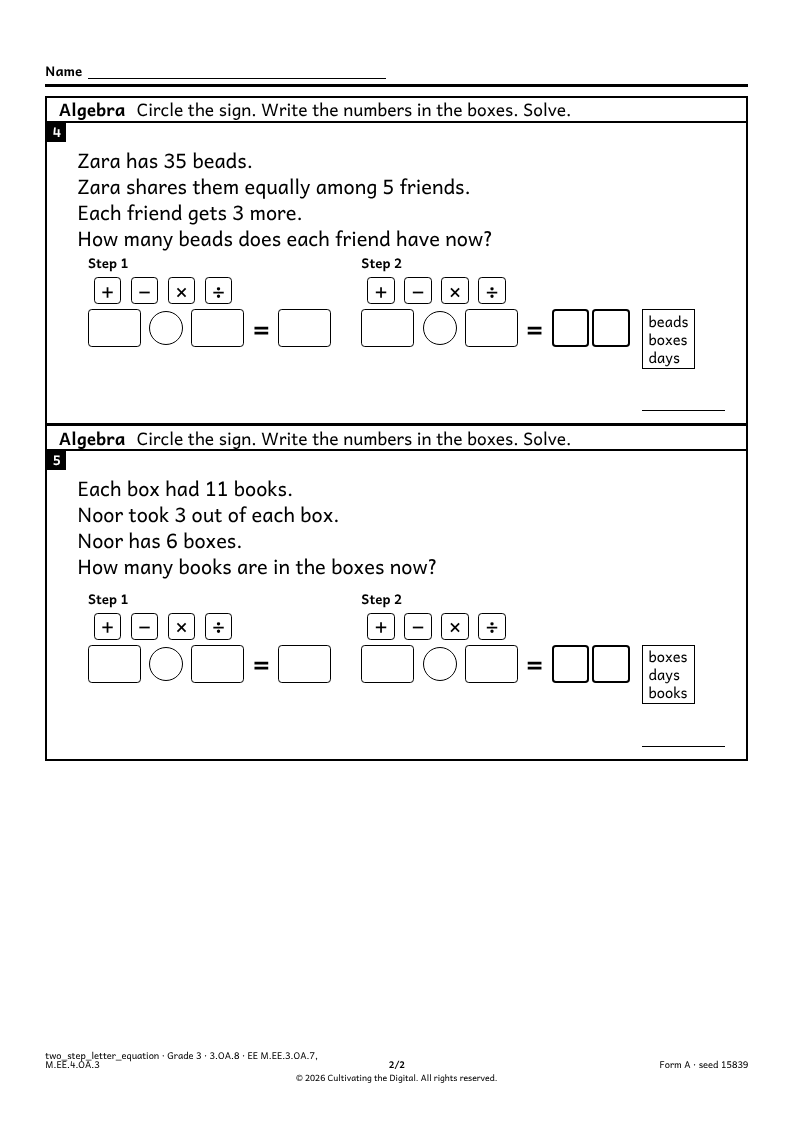 Name
Algebra Circle the sign. Write the numbers in the boxes. Solve.
4
Zara has 35 beads.
Zara shares them equally among 5 friends.
Each friend gets 3 more.
How many beads does each friend have now?
Step 1 Step 2
+ − × ÷ + − × ÷
= =
beads
boxes
days
Algebra Circle the sign. Write the numbers in the boxes. Solve.
5
Each box had 11 books.
Noor took 3 out of each box.
Noor has 6 boxes.
How many books are in the boxes now?
Step 1 Step 2
+ − × ÷ + − × ÷
= =
boxes
days
books
two_step_letter_equation · Grade 3 · 3.OA.8 · EE M.EE.3.OA.7,
M.EE.4.OA.3 2/2 Form A · seed 15839
© 2026 Cultivating the Digital. All rights reserved.